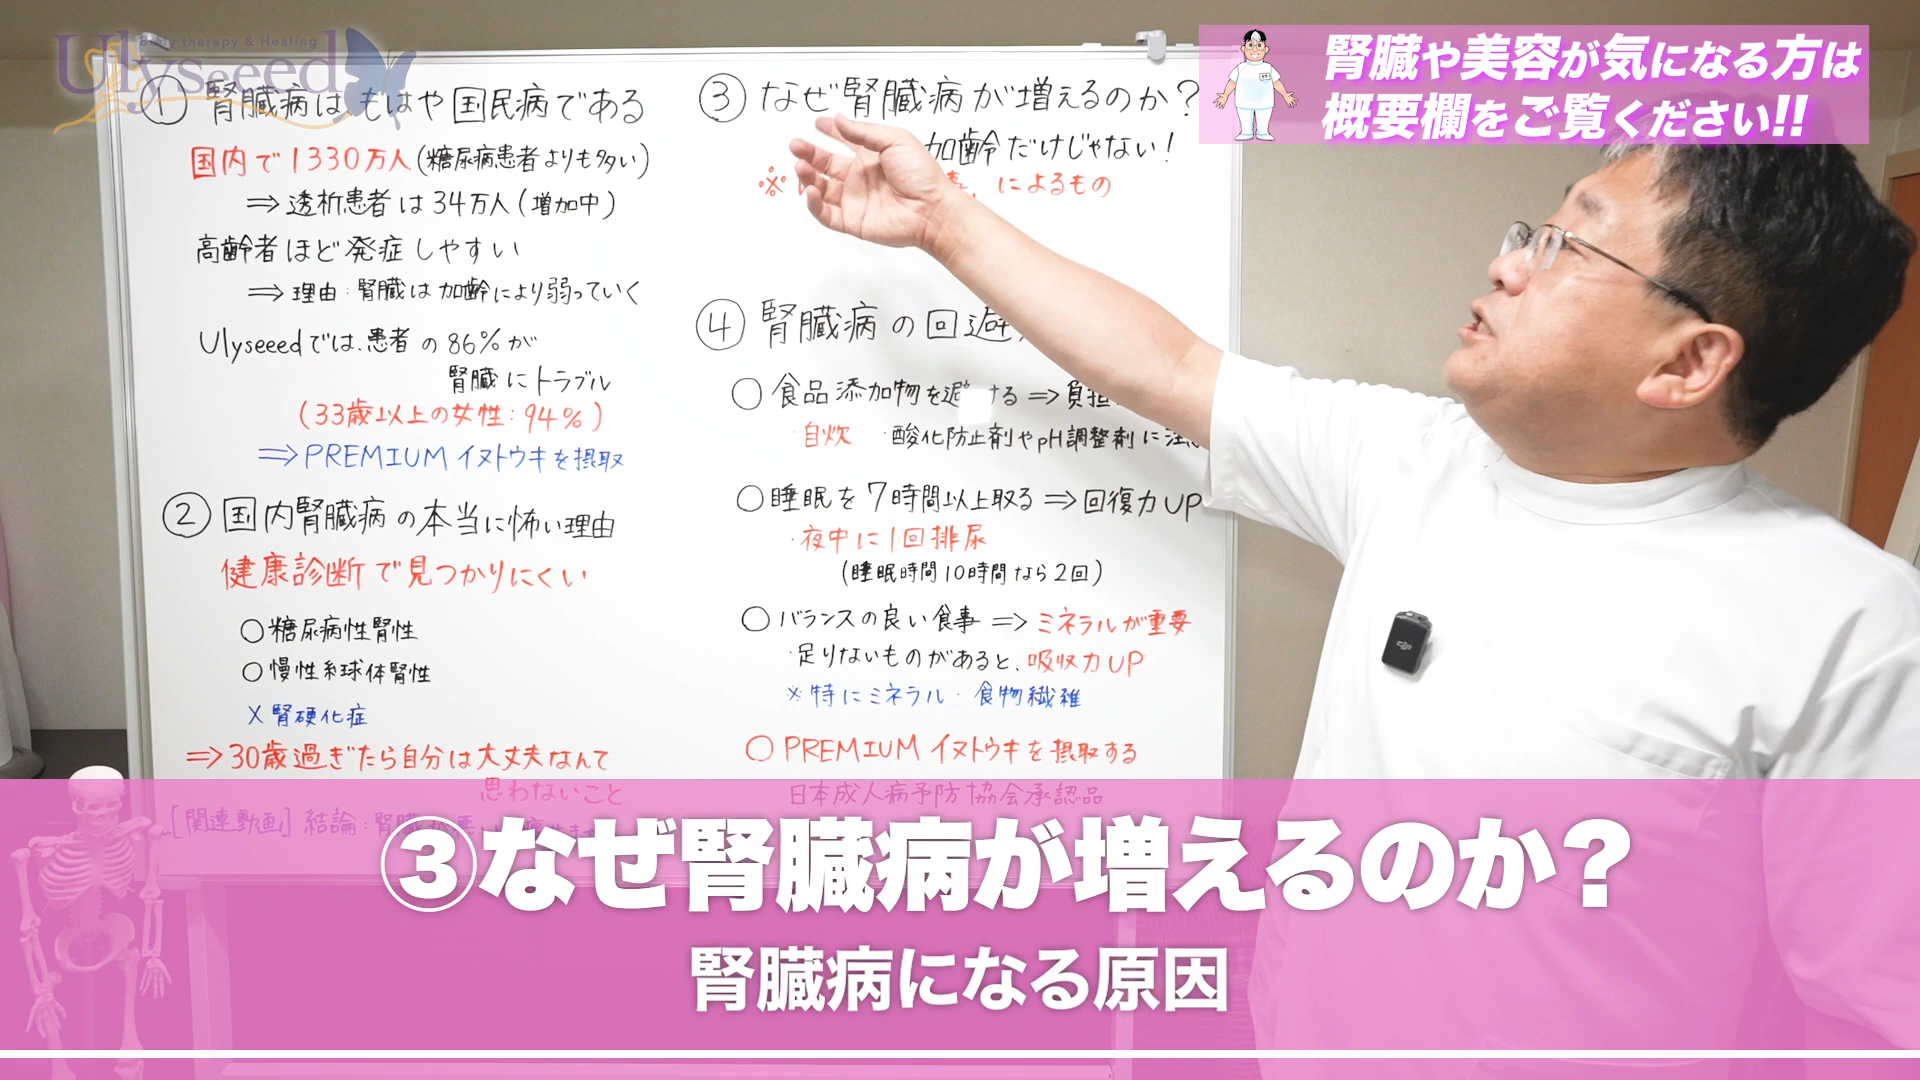 Ulyseeed
Body therapy & Healing
腎臓や美容が気になる方は
概要欄をご覧ください!!
① 腎臓病はもはや国民病である
国内で1330万人(糖尿病患者よりも多い)
⇒ 透析患者は34万人(増加中)
高齢者ほど発症しやすい
⇒ 理由:腎臓は加齢により弱っていく
Ulyseeedでは、患者の86%が
腎臓にトラブル
(33歳以上の女性:94%)
⇒ PREMIUMイヌトウキを摂取
② 国内腎臓病の本当に怖い理由
健康診断で見つかりにくい
○糖尿病性腎性
○慢性糸球体腎性
×腎硬化症
⇒ 30歳過ぎたら自分は大丈夫なんて
思わないこと
[関連動画] 結論:腎臓が悪
③ なぜ腎臓病が増えるのか?
加齢だけじゃない!
※ によるもの
④ 腎臓病の回避
○ 食品添加物を避ける ⇒ 負担
・自炊 ・酸化防止剤やpH調整剤に注
○ 睡眠を7時間以上取る ⇒ 回復力UP
・夜中に1回排尿
(睡眠時間10時間なら2回)
○ バランスの良い食事 ⇒ ミネラルが重要
・足りないものがあると、吸収力UP
※特にミネラル・食物繊維
○ PREMIUMイヌトウキを摂取する
日本成人病予防協会承認品
③なぜ腎臓病が増えるのか?
腎臓病になる原因
dji